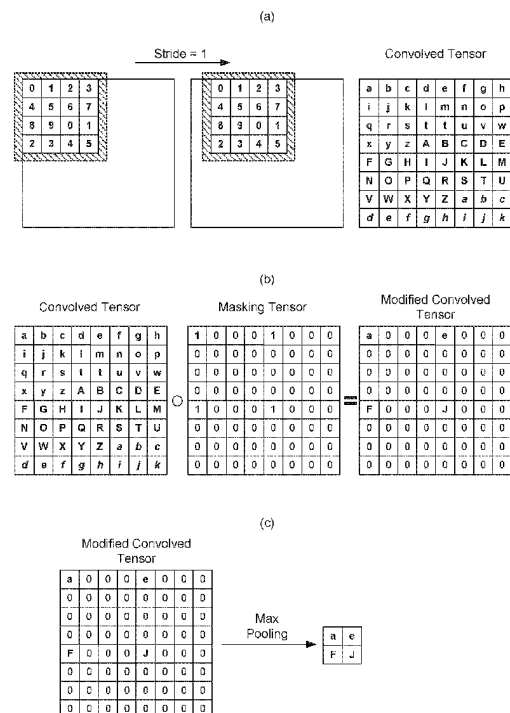 (a)
Stride = 1
Convolved Tensor
0 1 2 3
4 5 6 7
8 9 0 1
2 3 4 5
0 1 2 3
4 5 6 7
8 9 0 1
2 3 4 5
a b c d e f g h
i j k l m n o p
q r s t t u v w
x y z A B C D E
F G H I J K L M
N O P Q R S T U
V W X Y Z a b c
d e f g h i j k
(b)
Convolved Tensor
Masking Tensor
Modified Convolved
Tensor
a b c d e f g h
i j k l m n o p
q r s t t u v w
x y z A B C D E
F G H I J K L M
N O P Q R S T U
V W X Y Z a b c
d e f g h i j k
1 0 0 0 1 0 0 0
0 0 0 0 0 0 0 0
0 0 0 0 0 0 0 0
0 0 0 0 0 0 0 0
1 0 0 0 1 0 0 0
0 0 0 0 0 0 0 0
0 0 0 0 0 0 0 0
0 0 0 0 0 0 0 0
=
a 0 0 0 e 0 0 0
0 0 0 0 0 0 0 0
0 0 0 0 0 0 0 0
0 0 0 0 0 0 0 0
F 0 0 0 J 0 0 0
0 0 0 0 0 0 0 0
0 0 0 0 0 0 0 0
0 0 0 0 0 0 0 0
(c)
Modified Convolved
Tensor
a 0 0 0 e 0 0 0
0 0 0 0 0 0 0 0
0 0 0 0 0 0 0 0
0 0 0 0 0 0 0 0
F 0 0 0 J 0 0 0
0 0 0 0 0 0 0 0
0 0 0 0 0 0 0 0
0 0 0 0 0 0 0 0
Max
Pooling
a e
F J